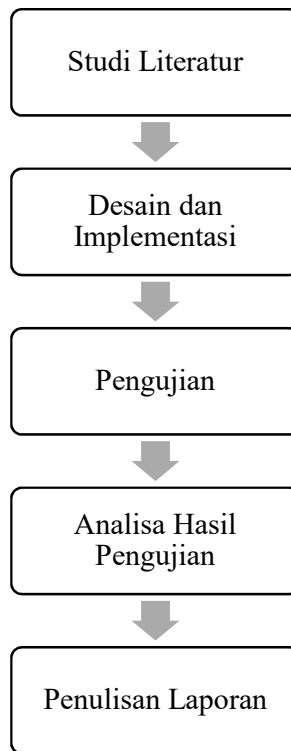 Studi Literatur
Desain dan
Implementasi
Pengujian
Analisa Hasil
Pengujian
Penulisan Laporan